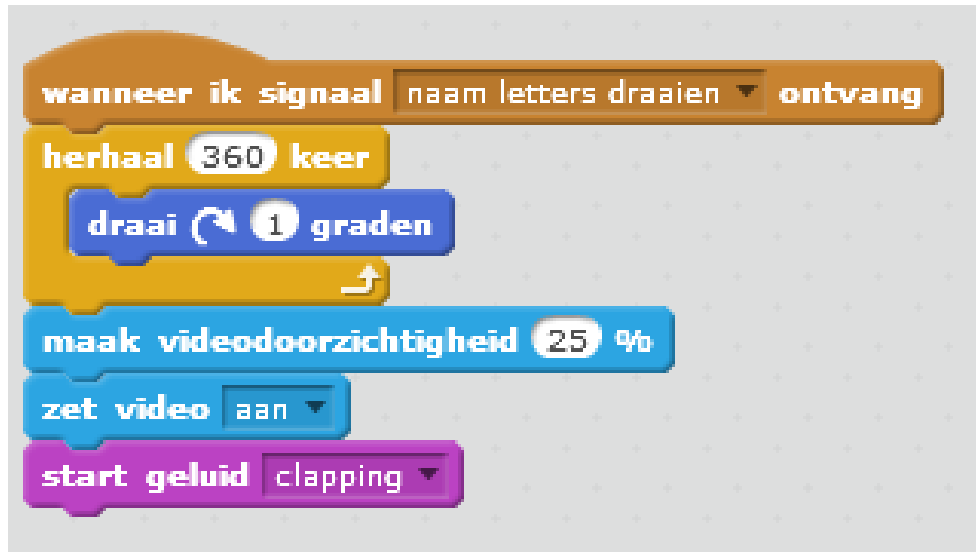 wanneer ik signaal naam letters draaien ontvang
herhaal 360 keer
draai 1 graden
maak videodoorzichtigheid 25 %
zet video aan
start geluid clapping